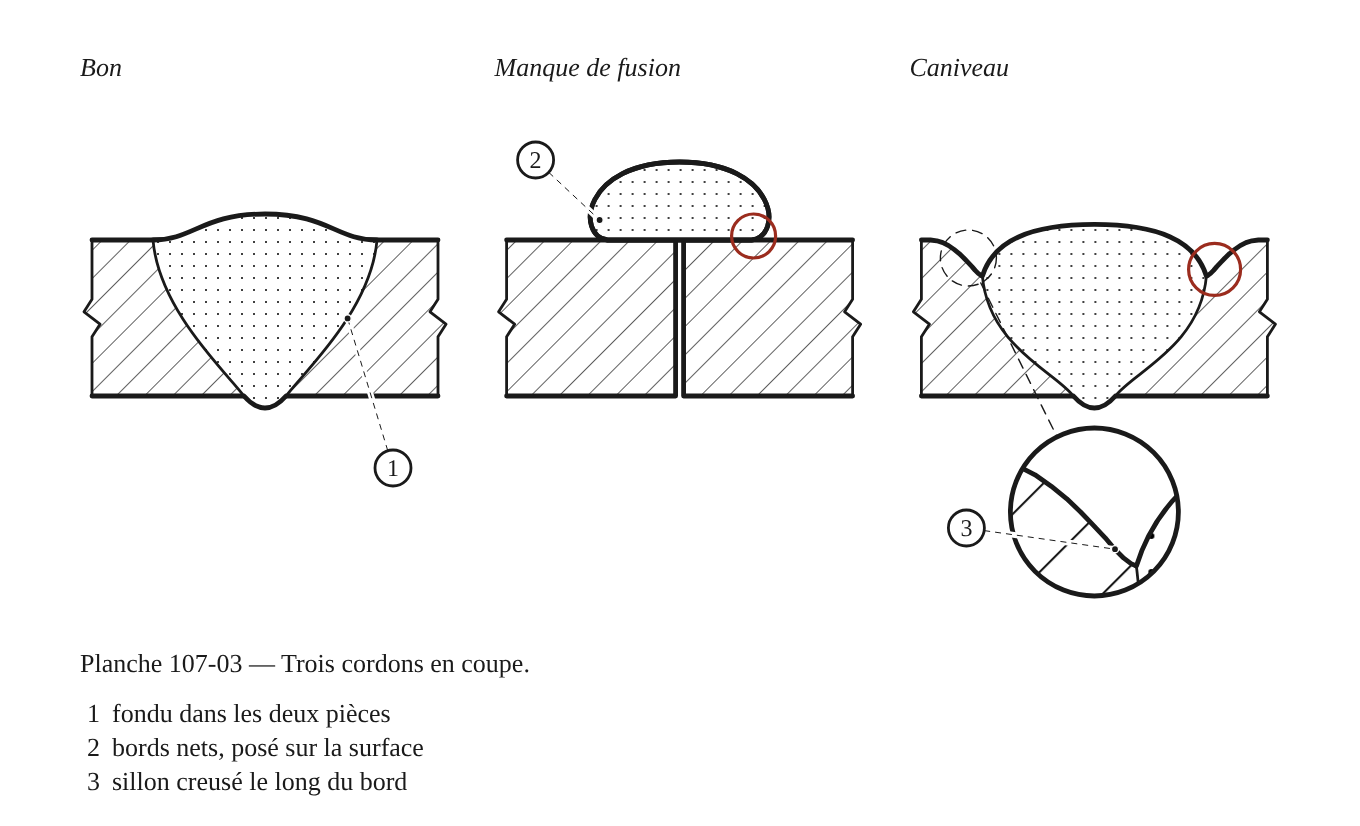 Bon
Manque de fusion
Caniveau
2
1
3
Planche 107-03 — Trois cordons en coupe.
1 fondu dans les deux pièces
2 bords nets, posé sur la surface
3 sillon creusé le long du bord